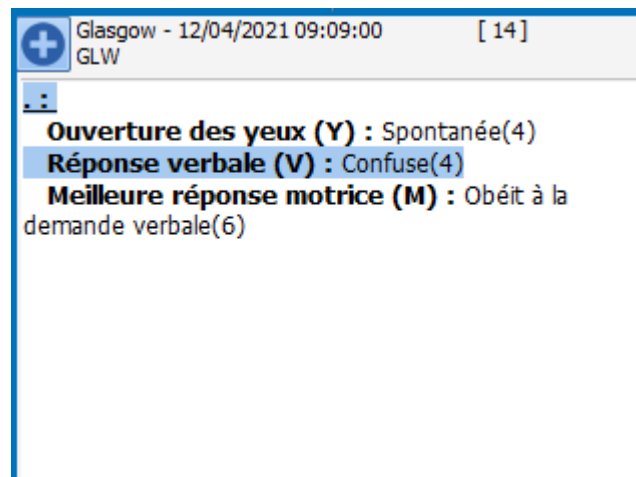 Glasgow - 12/04/2021 09:09:00 [ 14]
GLW
. :
Ouverture des yeux (Y) : Spontanée(4)
Réponse verbale (V) : Confuse(4)
Meilleure réponse motrice (M) : Obéit à la
demande verbale(6)